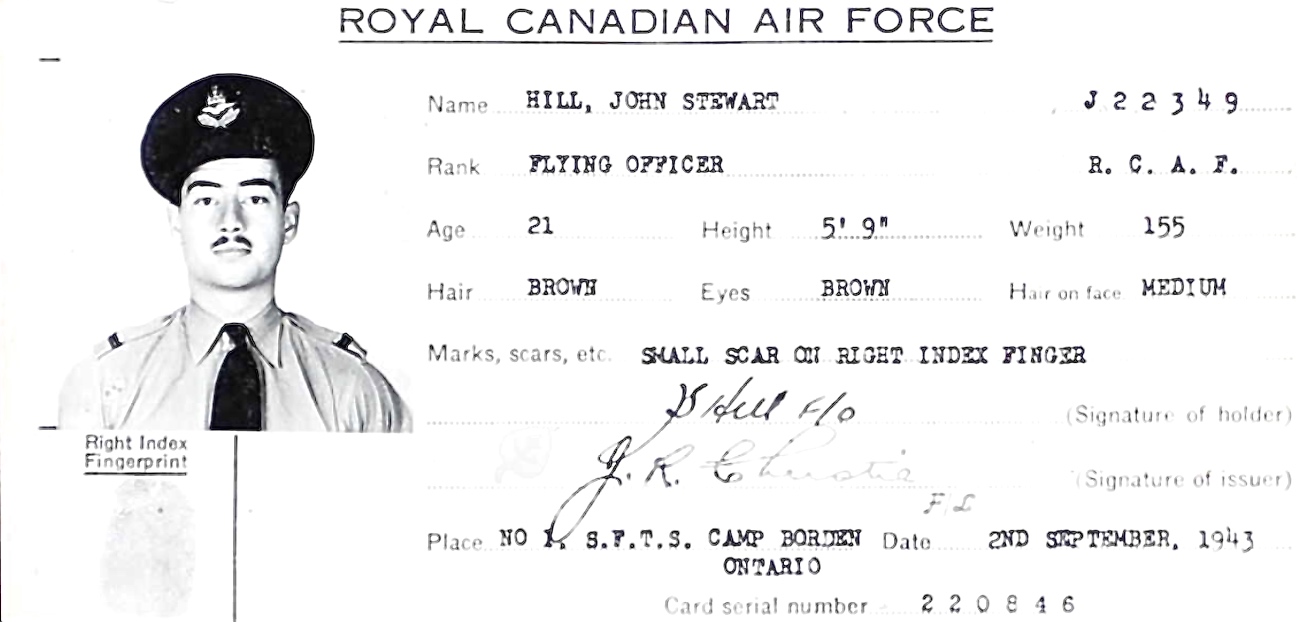 ROYAL CANADIAN AIR FORCE
Name HILL, JOHN STEWART J22349
Rank FLYING OFFICER R. C. A. F.
Age 21 Height 5' 9" Weight 155
Hair BROWN Eyes BROWN Hair on face MEDIUM
Marks, scars, etc. SMALL SCAR ON RIGHT INDEX FINGER
JS Hill F/O (Signature of holder)
Right Index
Fingerprint
J. R. Christie (Signature of issuer)
F/L
Place NO 1. S.F.T.S. CAMP BORDEN Date 2ND SEPTEMBER, 1943
ONTARIO
Card serial number 220846